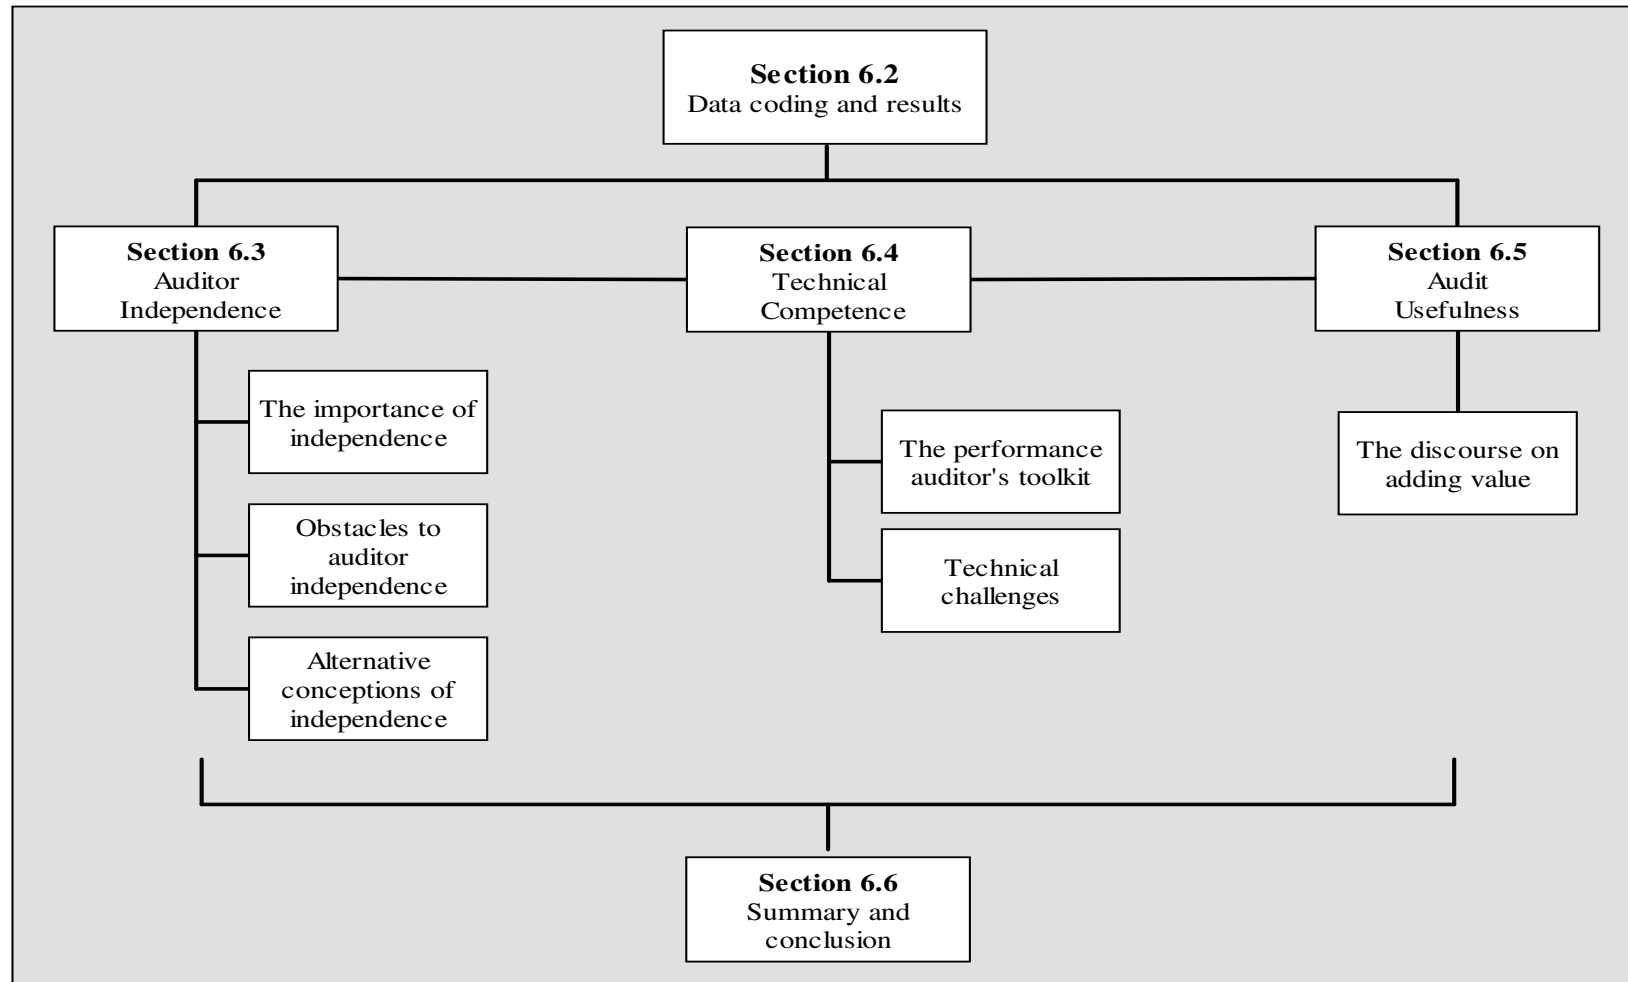 Section 6.2
Data coding and results
Section 6.3
Auditor
Independence
Section 6.4
Technical
Competence
Section 6.5
Audit
Usefulness
The importance of
independence
Obstacles to
auditor
independence
Alternative
conceptions of
independence
The performance
auditor's toolkit
Technical
challenges
The discourse on
adding value
Section 6.6
Summary and
conclusion